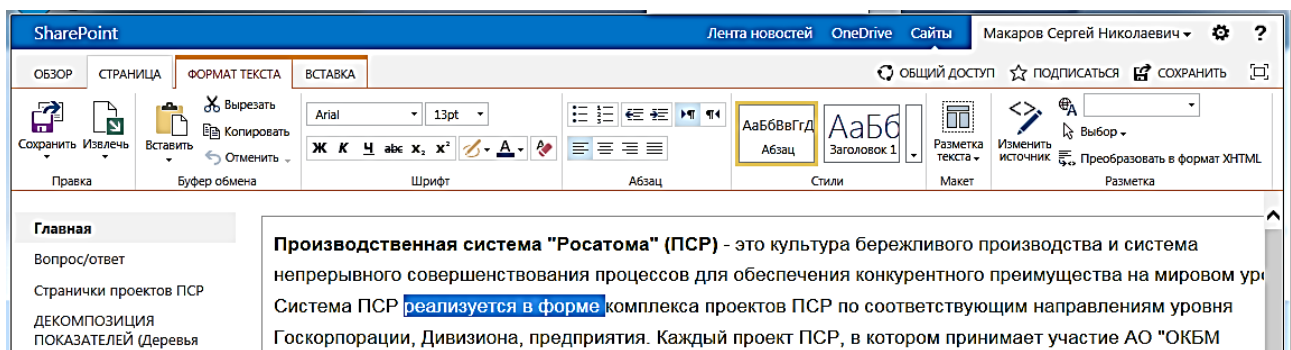 SharePoint Лента новостей OneDrive Сайты Макаров Сергей Николаевич ?
ОБЗОР СТРАНИЦА ФОРМАТ ТЕКСТА ВСТАВКА ОБЩИЙ ДОСТУП ПОДПИСАТЬСЯ СОХРАНИТЬ
Сохранить Извлечь
Правка
Вставить
Вырезать
Копировать
Отменить
Буфер обмена
Arial 13pt
Ж К Ч abc x₂ x² А
Шрифт
Абзац
АаБбВвГгД
Абзац
АаБб
Заголовок 1
Стили
Разметка
текста
Макет
Изменить
источник
Выбор
Преобразовать в формат XHTML
Разметка
Главная
Вопрос/ответ
Странички проектов ПСР
ДЕКОМПОЗИЦИЯ
ПОКАЗАТЕЛЕЙ (Деревья
Производственная система "Росатома" (ПСР) - это культура бережливого производства и система
непрерывного совершенствования процессов для обеспечения конкурентного преимущества на мировом уро
Система ПСР реализуется в форме комплекса проектов ПСР по соответствующим направлениям уровня
Госкорпорации, Дивизиона, предприятия. Каждый проект ПСР, в котором принимает участие АО "ОКБМ